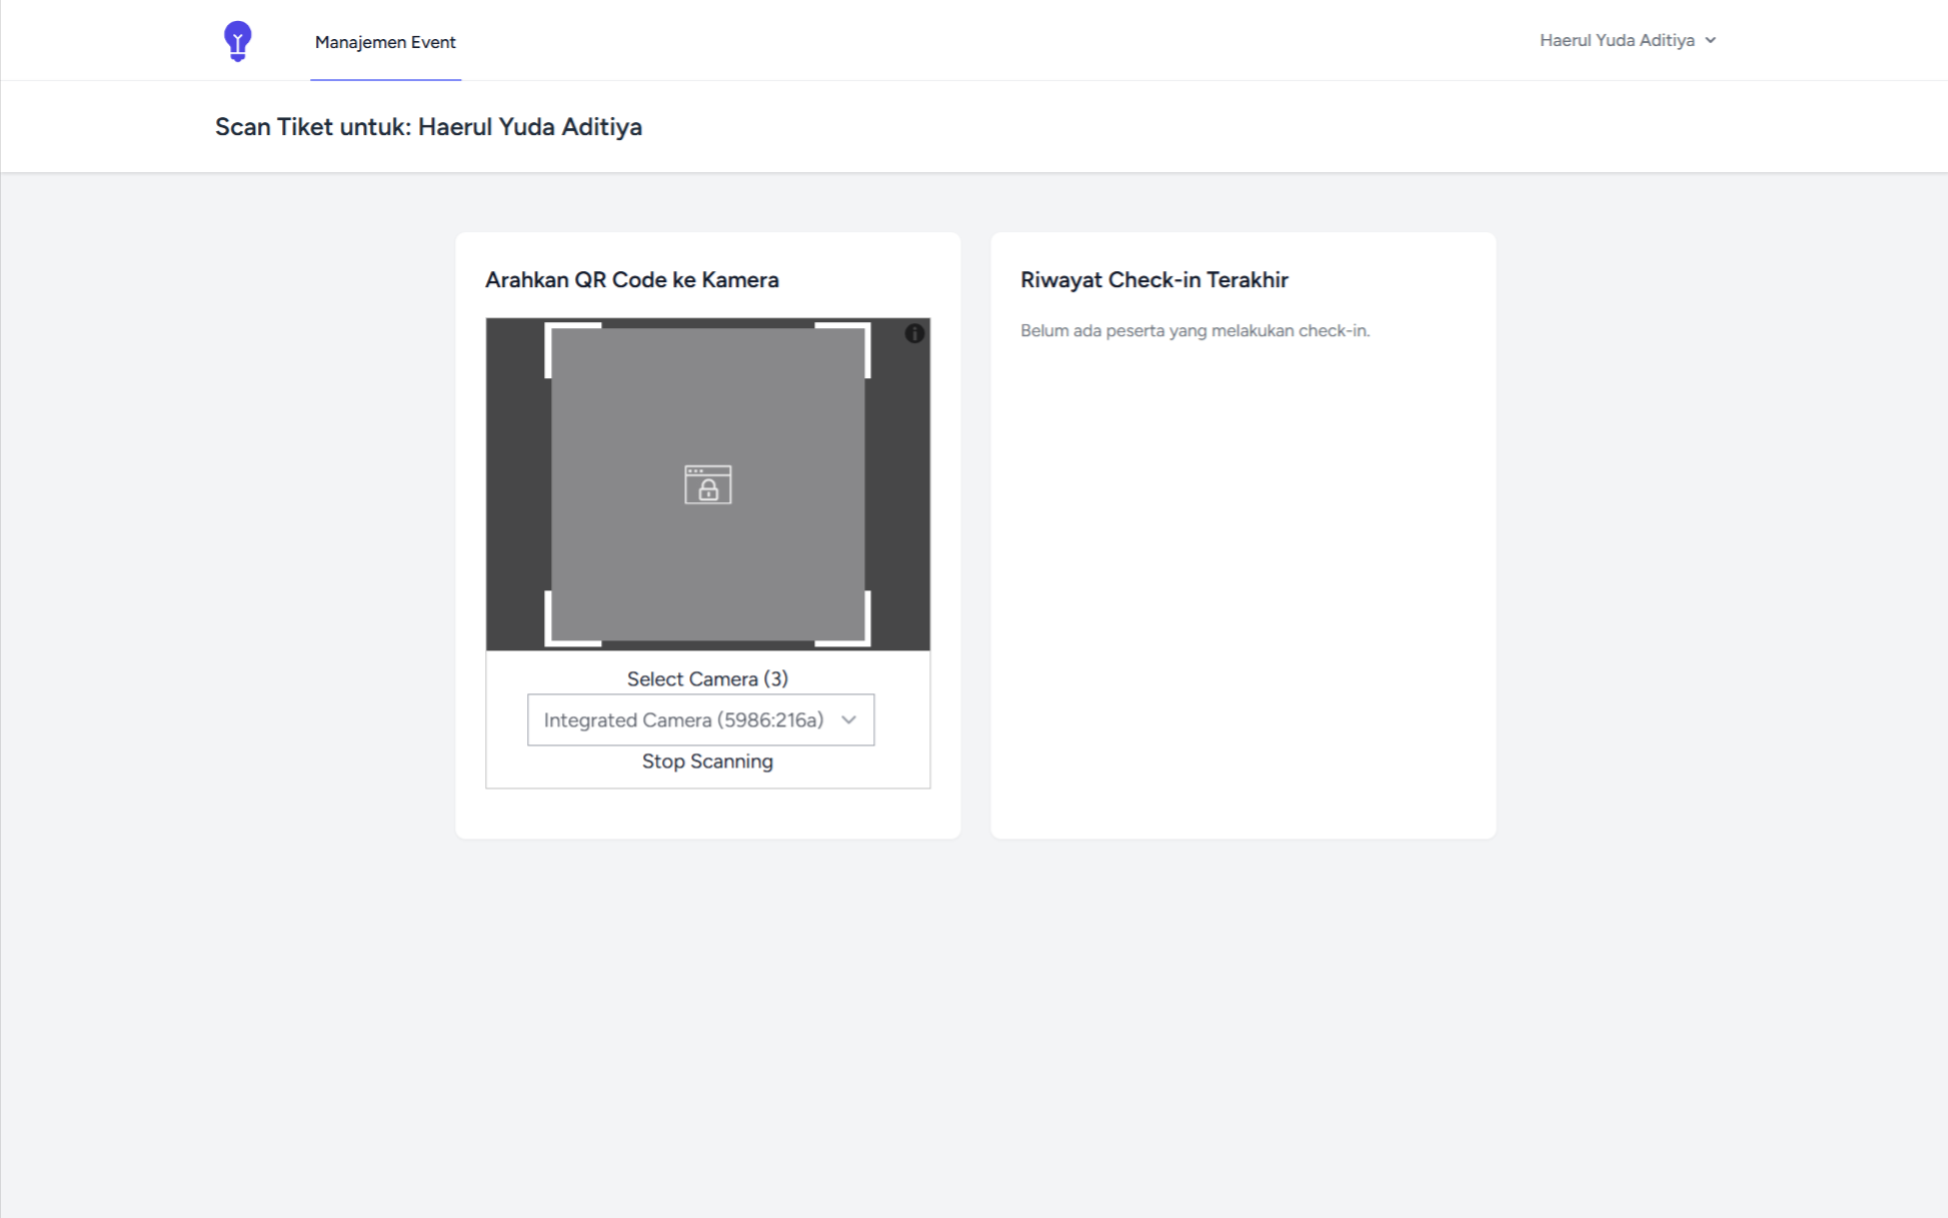 Manajemen Event
Haerul Yuda Aditiya
Scan Tiket untuk: Haerul Yuda Aditiya
Arahkan QR Code ke Kamera
Select Camera (3)
Integrated Camera (5986:216a)
Stop Scanning
Riwayat Check-in Terakhir
Belum ada peserta yang melakukan check-in.